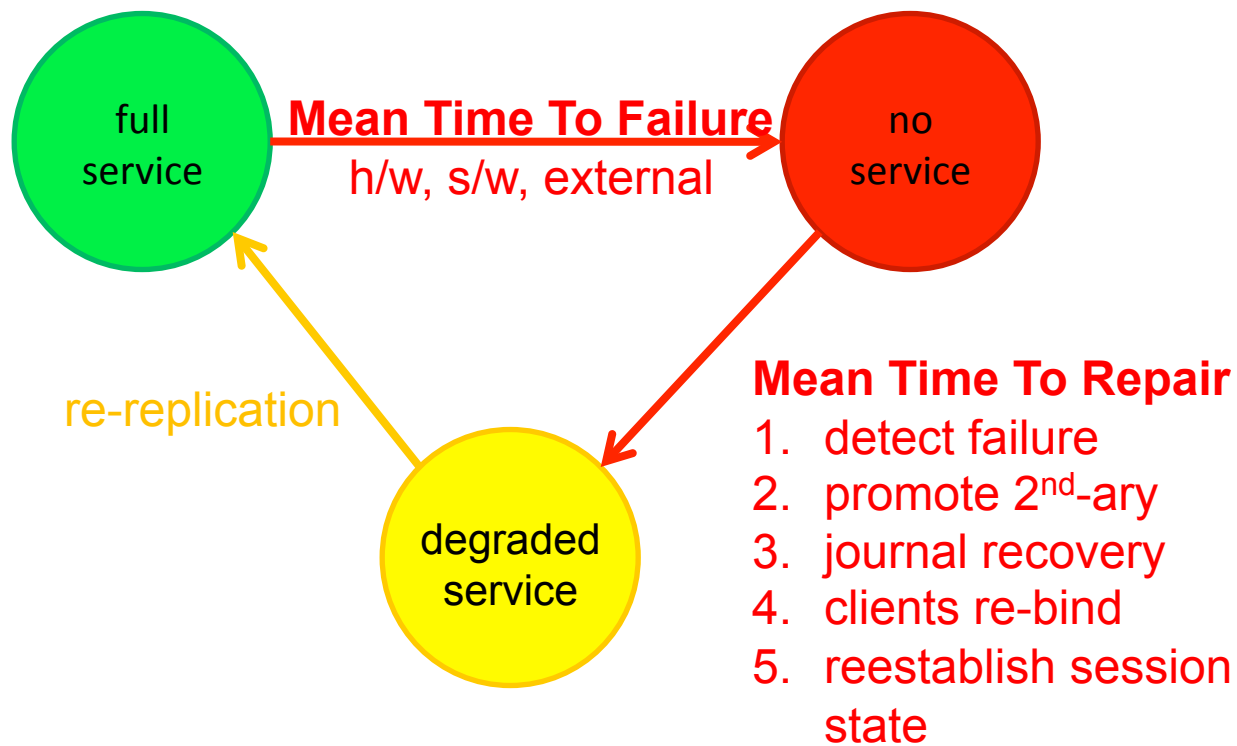 full
service
Mean Time To Failure
h/w, s/w, external
no
service
re-replication
degraded
service
Mean Time To Repair
1. detect failure
2. promote 2nd-ary
3. journal recovery
4. clients re-bind
5. reestablish session
state